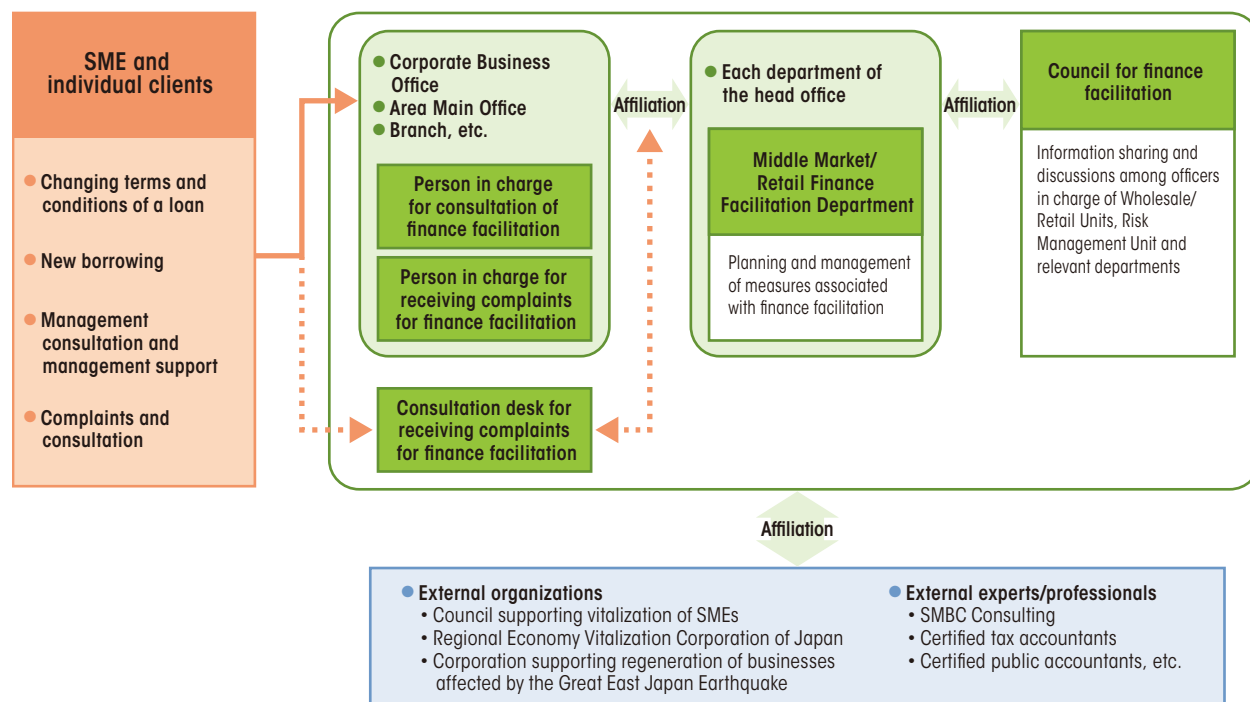 SME and
individual clients
Changing terms and
conditions of a loan
New borrowing
Management
consultation and
management support
Complaints and
consultation
Corporate Business
Office
Area Main Office
Branch, etc.
Person in charge
for consultation of
finance facilitation
Person in charge for
receiving complaints
for finance facilitation
Consultation desk for
receiving complaints
for finance facilitation
Affiliation
Each department of
the head office
Middle Market/
Retail Finance
Facilitation Department
Planning and management
of measures associated
with finance facilitation
Affiliation
Council for finance
facilitation
Information sharing and
discussions among officers
in charge of Wholesale/
Retail Units, Risk
Management Unit and
relevant departments
Affiliation
External organizations
• Council supporting vitalization of SMEs
• Regional Economy Vitalization Corporation of Japan
• Corporation supporting regeneration of businesses
affected by the Great East Japan Earthquake
External experts/professionals
• SMBC Consulting
• Certified tax accountants
• Certified public accountants, etc.